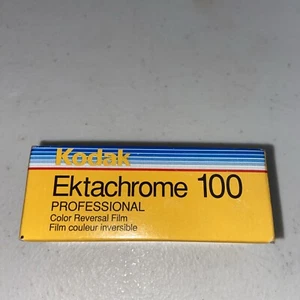 Kodak
Ektachrome 100
PROFESSIONAL
Color Reversal Film
Film couleur inversible